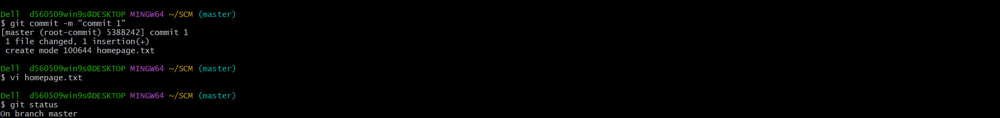 Dell  d560509win9s@DESKTOP MINGW64 ~/SCM (master)
$ git commit -m "commit 1"
[master (root-commit) 5388242] commit 1
 1 file changed, 1 insertion(+)
 create mode 100644 homepage.txt
Dell  d560509win9s@DESKTOP MINGW64 ~/SCM (master)
$ vi homepage.txt
Dell  d560509win9s@DESKTOP MINGW64 ~/SCM (master)
$ git status
On branch master